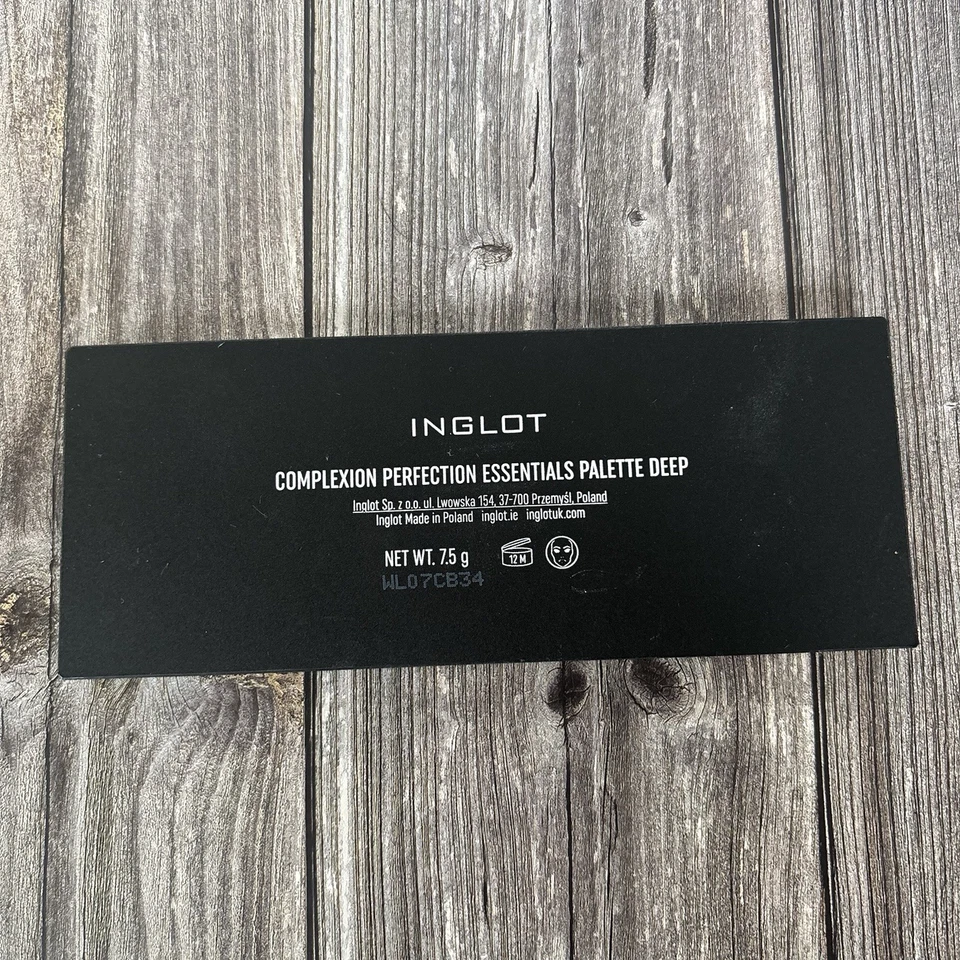 INGLOT
COMPLEXION PERFECTION ESSENTIALS PALETTE DEEP
Inglot Sp. z o.o. ul. Lwowska 154, 37-700 Przemyśl, Poland
Inglot Made in Poland inglot.ie inglotuk.com
NET WT. 7.5 g 12 M
WL07CB34